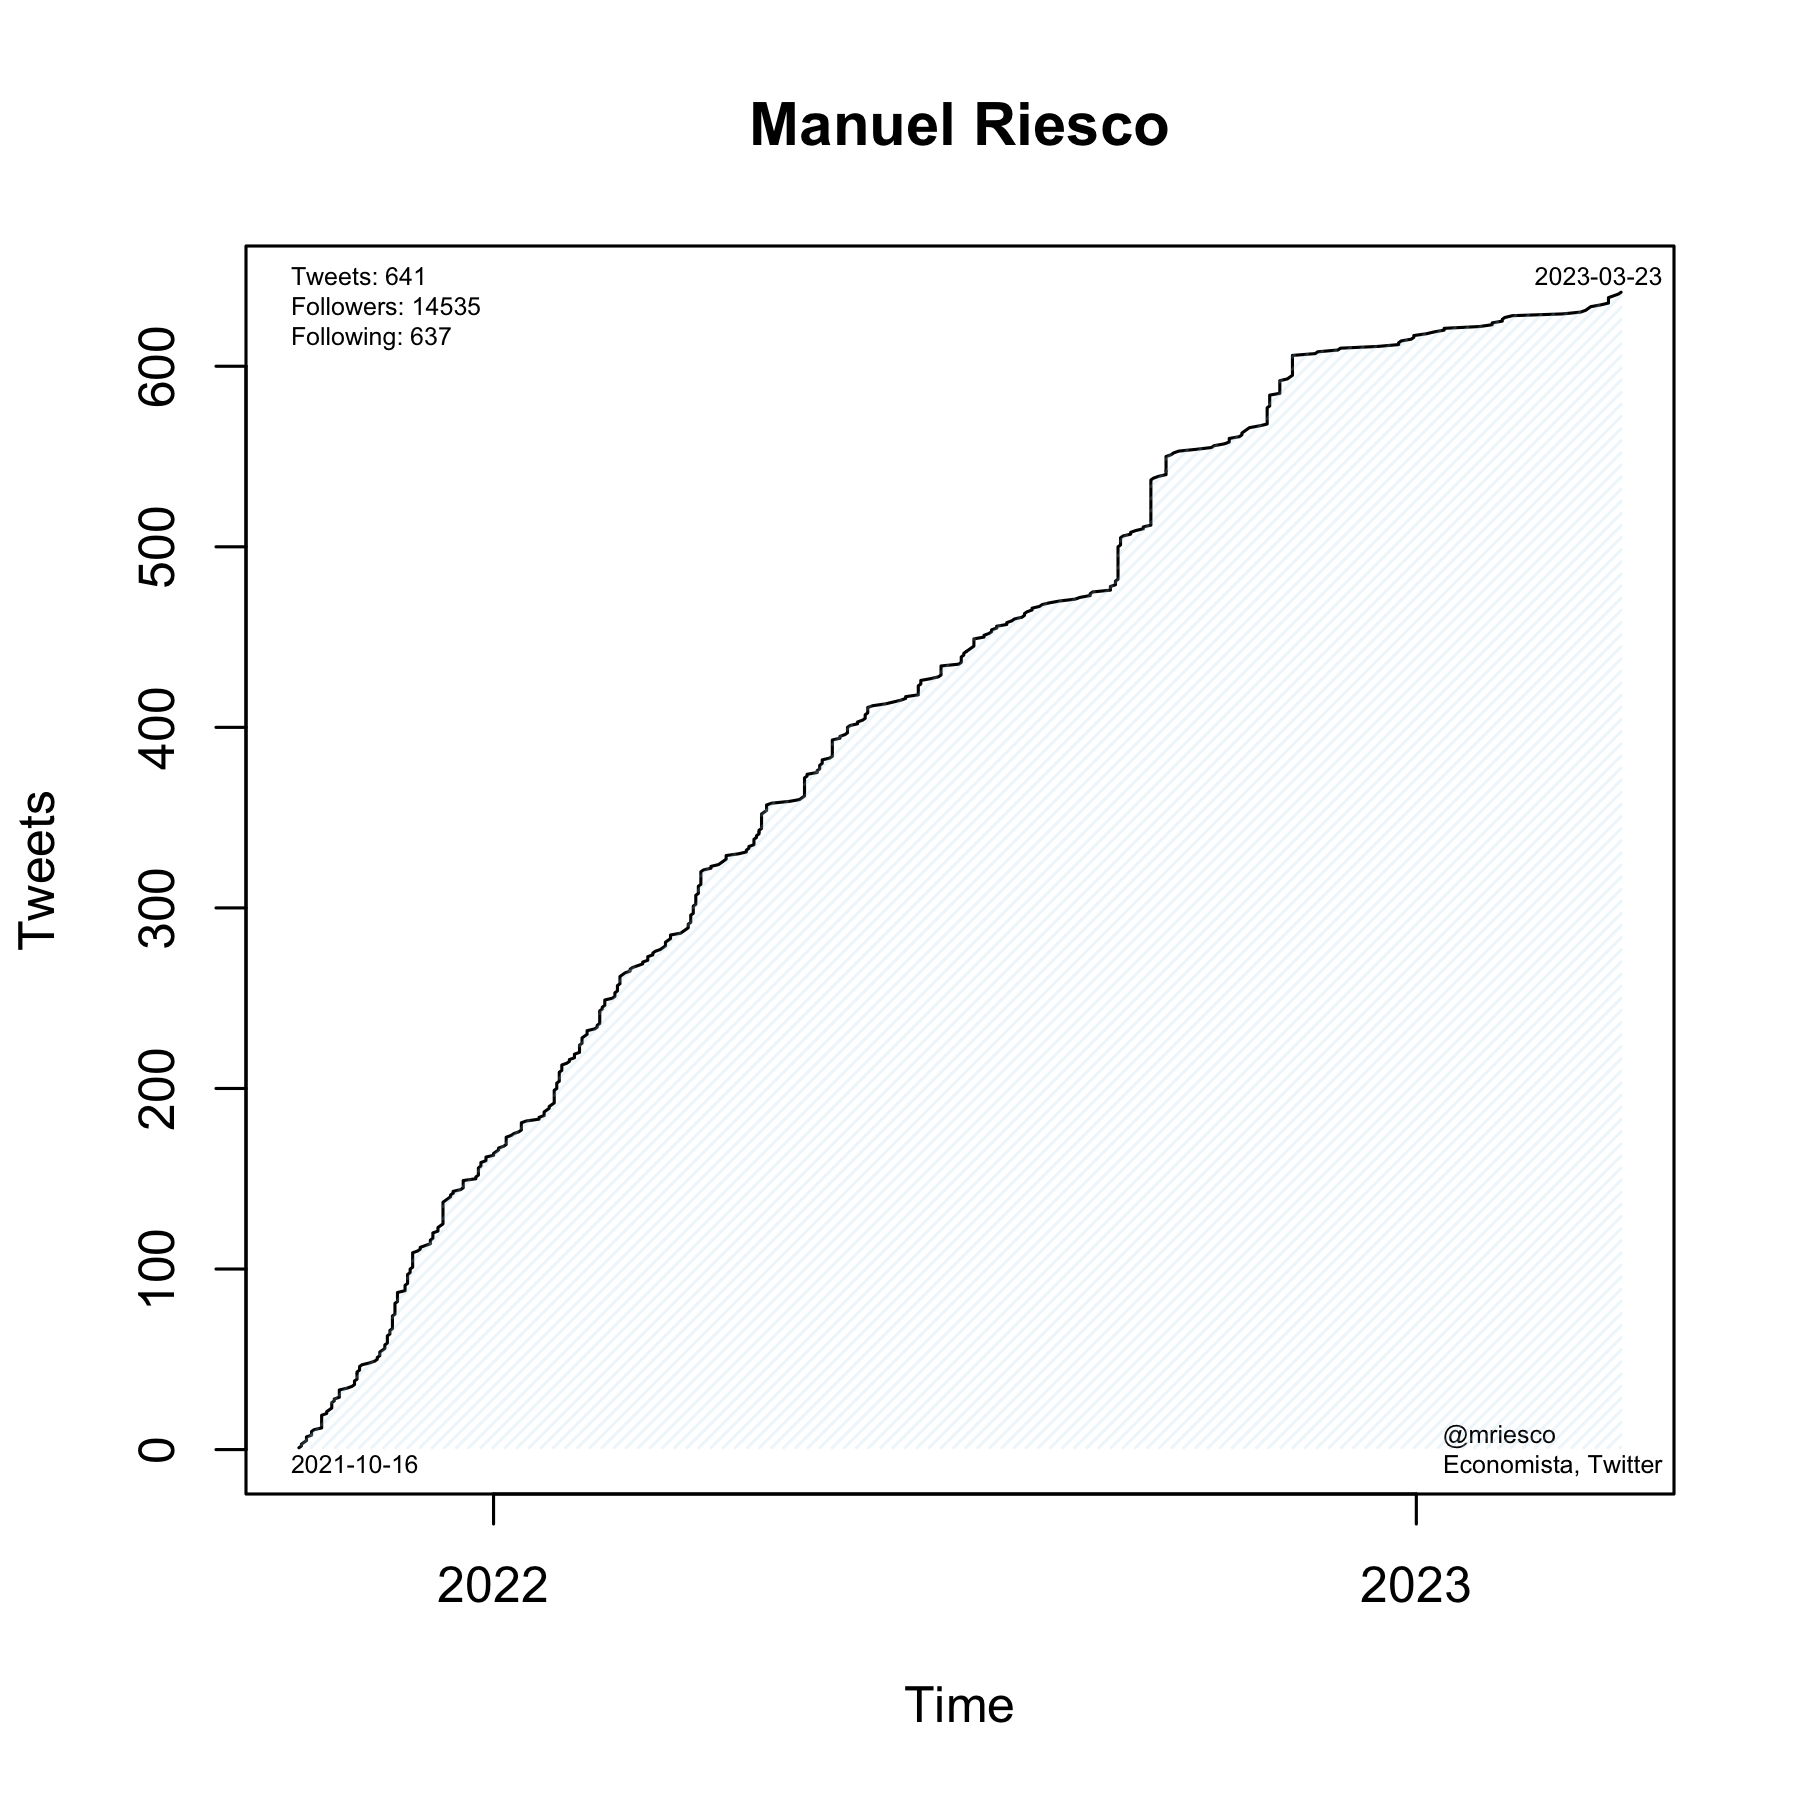 Manuel Riesco
Tweets: 641
Followers: 14535
Following: 637
2023-03-23
600
500
400
300
200
100
0
Tweets
2021-10-16
@mriesco
Economista, Twitter
2022
2023
Time